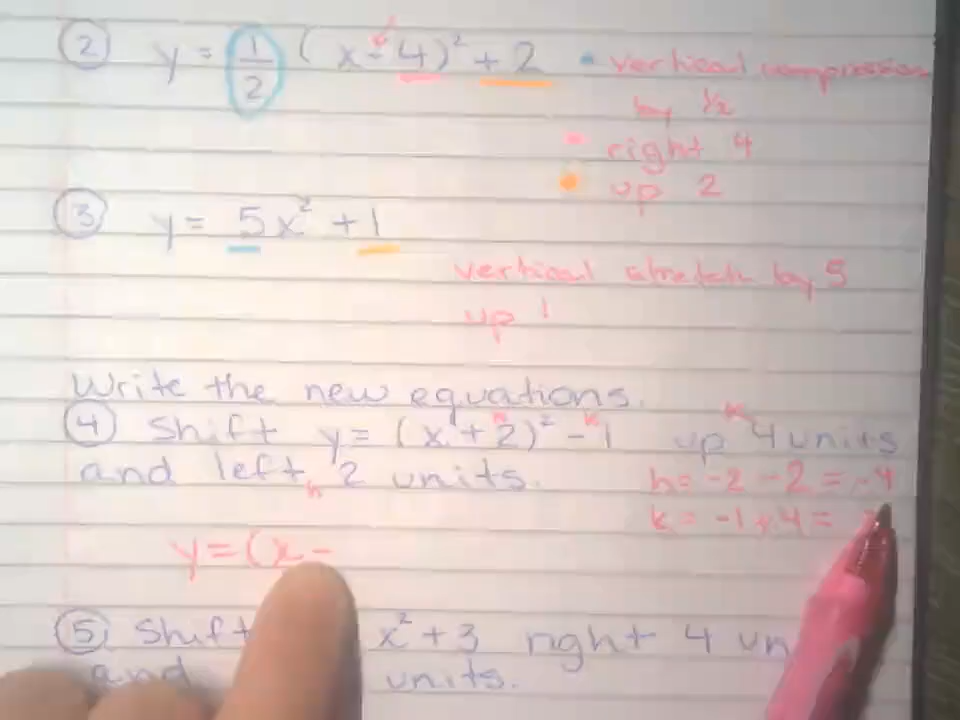 ② y = 1/2 (x - 4)² + 2 • vertical compression
by 1/2
• right 4
• up 2
③ y = 5x² + 1
vertical stretch by 5
up 1
Write the new equations.
④ Shift y = (x + 2)² - 1 up 4 units
h k k
and left 2 units. h = -2 - 2 = -4
h
k = -1 + 4 =
y = (x -
⑤ Shift x² + 3 right 4 un
and units.